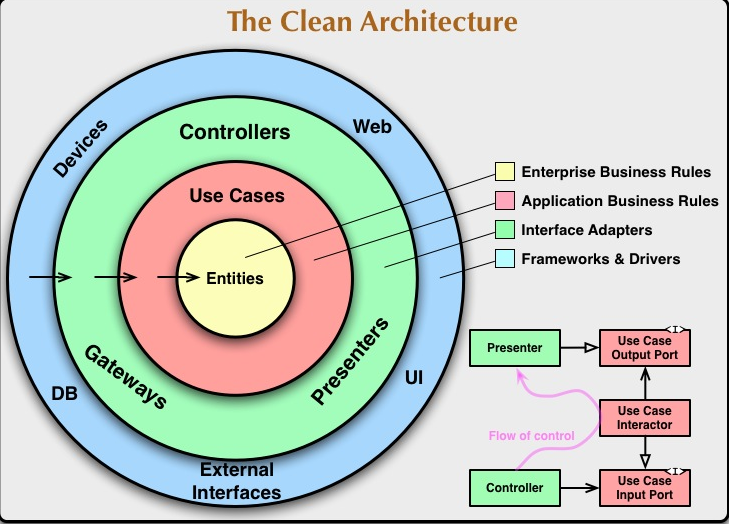 The Clean Architecture
Devices
Web
Controllers
Use Cases
Entities
Gateways
Presenters
DB
UI
External
Interfaces
Enterprise Business Rules
Application Business Rules
Interface Adapters
Frameworks & Drivers
Presenter
<I>
Use Case
Output Port
Use Case
Interactor
Flow of control
Controller
<I>
Use Case
Input Port